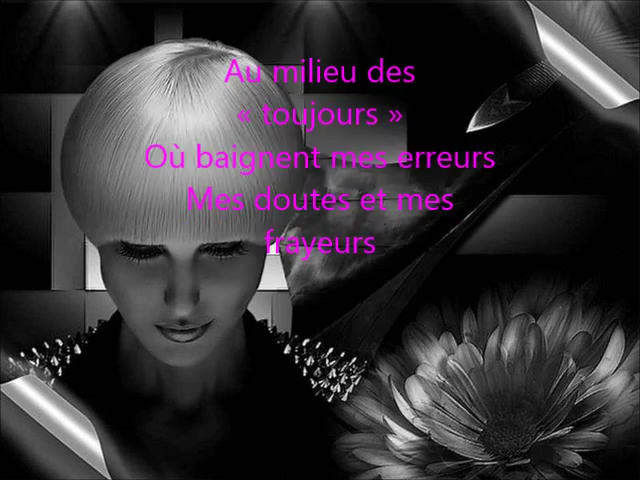 Au milieu des
« toujours »
Où baignent mes erreurs
Mes doutes et mes
frayeurs